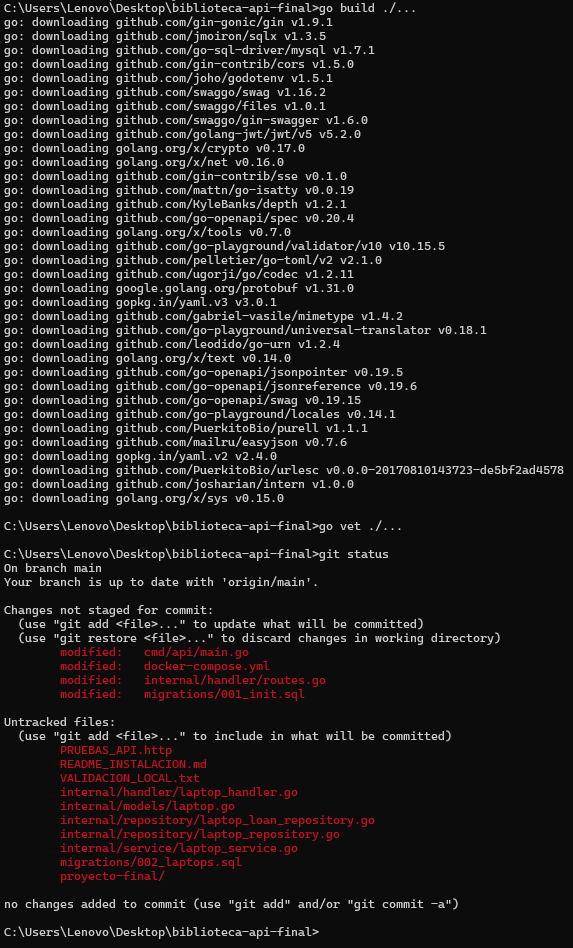 C:\Users\Lenovo\Desktop\biblioteca-api-final>go build ./...
go: downloading github.com/gin-gonic/gin v1.9.1
go: downloading github.com/jmoiron/sqlx v1.3.5
go: downloading github.com/go-sql-driver/mysql v1.7.1
go: downloading github.com/gin-contrib/cors v1.5.0
go: downloading github.com/joho/godotenv v1.5.1
go: downloading github.com/swaggo/swag v1.16.2
go: downloading github.com/swaggo/files v1.0.1
go: downloading github.com/swaggo/gin-swagger v1.6.0
go: downloading github.com/golang-jwt/jwt/v5 v5.2.0
go: downloading golang.org/x/crypto v0.17.0
go: downloading golang.org/x/net v0.16.0
go: downloading github.com/gin-contrib/sse v0.1.0
go: downloading github.com/mattn/go-isatty v0.0.19
go: downloading github.com/KyleBanks/depth v1.2.1
go: downloading github.com/go-openapi/spec v0.20.4
go: downloading golang.org/x/tools v0.7.0
go: downloading github.com/go-playground/validator/v10 v10.15.5
go: downloading github.com/pelletier/go-toml/v2 v2.1.0
go: downloading github.com/ugorji/go/codec v1.2.11
go: downloading google.golang.org/protobuf v1.31.0
go: downloading gopkg.in/yaml.v3 v3.0.1
go: downloading github.com/gabriel-vasile/mimetype v1.4.2
go: downloading github.com/go-playground/universal-translator v0.18.1
go: downloading github.com/leodido/go-urn v1.2.4
go: downloading golang.org/x/text v0.14.0
go: downloading github.com/go-openapi/jsonpointer v0.19.5
go: downloading github.com/go-openapi/jsonreference v0.19.6
go: downloading github.com/go-openapi/swag v0.19.15
go: downloading github.com/go-playground/locales v0.14.1
go: downloading github.com/PuerkitoBio/purell v1.1.1
go: downloading github.com/mailru/easyjson v0.7.6
go: downloading gopkg.in/yaml.v2 v2.4.0
go: downloading github.com/PuerkitoBio/urlesc v0.0.0-20170810143723-de5bf2ad4578
go: downloading github.com/josharian/intern v1.0.0
go: downloading golang.org/x/sys v0.15.0
C:\Users\Lenovo\Desktop\biblioteca-api-final>go vet ./...
C:\Users\Lenovo\Desktop\biblioteca-api-final>git status
On branch main
Your branch is up to date with 'origin/main'.
Changes not staged for commit:
  (use "git add <file>..." to update what will be committed)
  (use "git restore <file>..." to discard changes in working directory)
        modified:   cmd/api/main.go
        modified:   docker-compose.yml
        modified:   internal/handler/routes.go
        modified:   migrations/001_init.sql
Untracked files:
  (use "git add <file>..." to include in what will be committed)
        PRUEBAS_API.http
        README_INSTALACION.md
        VALIDACION_LOCAL.txt
        internal/handler/laptop_handler.go
        internal/models/laptop.go
        internal/repository/laptop_loan_repository.go
        internal/repository/laptop_repository.go
        internal/service/laptop_service.go
        migrations/002_laptops.sql
        proyecto-final/
no changes added to commit (use "git add" and/or "git commit -a")
C:\Users\Lenovo\Desktop\biblioteca-api-final>